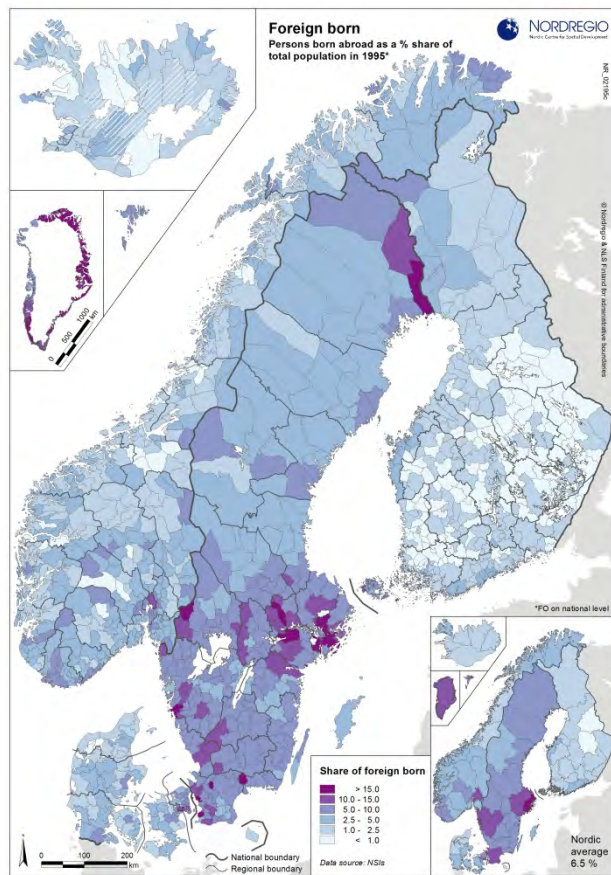 Foreign born
Persons born abroad as a % share of
total population in 1995*
NORDREGIO
Nordic Centre for Spatial Development
NR_02195c
© Nordregio & NLS Finland for administrative boundaries
0 500 1000
km
*FO on national level
Share of foreign born
> 15.0
10.0 - 15.0
5.0 - 10.0
2.5 - 5.0
1.0 - 2.5
< 1.0
Data source: NSIs
Nordic
average
6.5 %
0 100 200
km
National boundary
Regional boundary